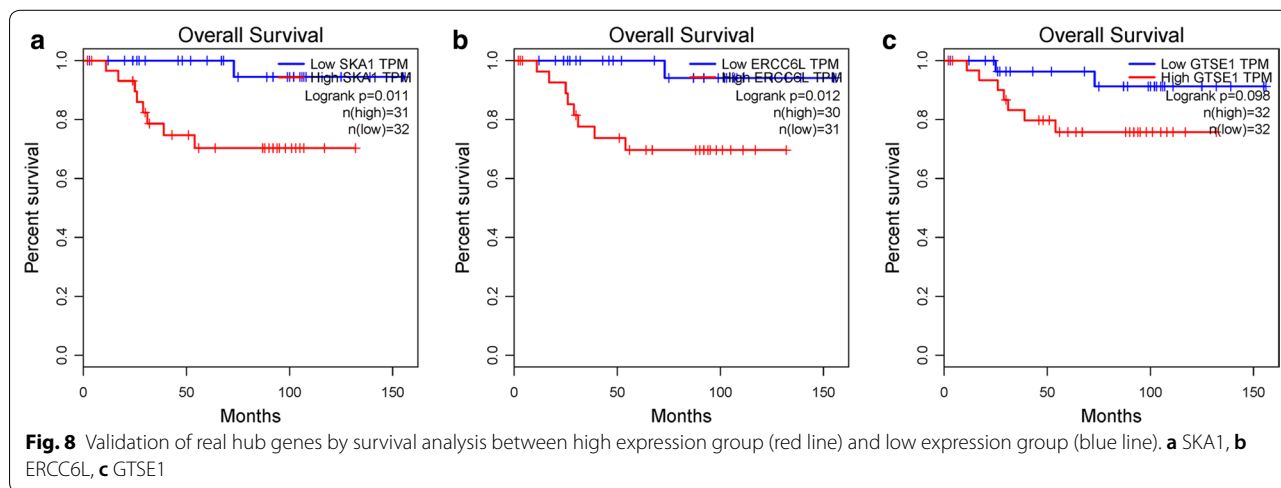 a
Overall Survival
Percent survival
1.0
0.8
0.6
0.4
0.2
0.0
Low SKA1 TPM
High SKA1 TPM
Logrank p=0.011
n(high)=31
n(low)=32
0 50 100 150
Months
b
Overall Survival
Percent survival
1.0
0.8
0.6
0.4
0.2
0.0
Low ERCC6L TPM
High ERCC6L TPM
Logrank p=0.012
n(high)=30
n(low)=31
0 50 100 150
Months
c
Overall Survival
Percent survival
1.0
0.8
0.6
0.4
0.2
0.0
Low GTSE1 TPM
High GTSE1 TPM
Logrank p=0.098
n(high)=32
n(low)=32
0 50 100 150
Months
Fig. 8 Validation of real hub genes by survival analysis between high expression group (red line) and low expression group (blue line). a SKA1, b
ERCC6L, c GTSE1